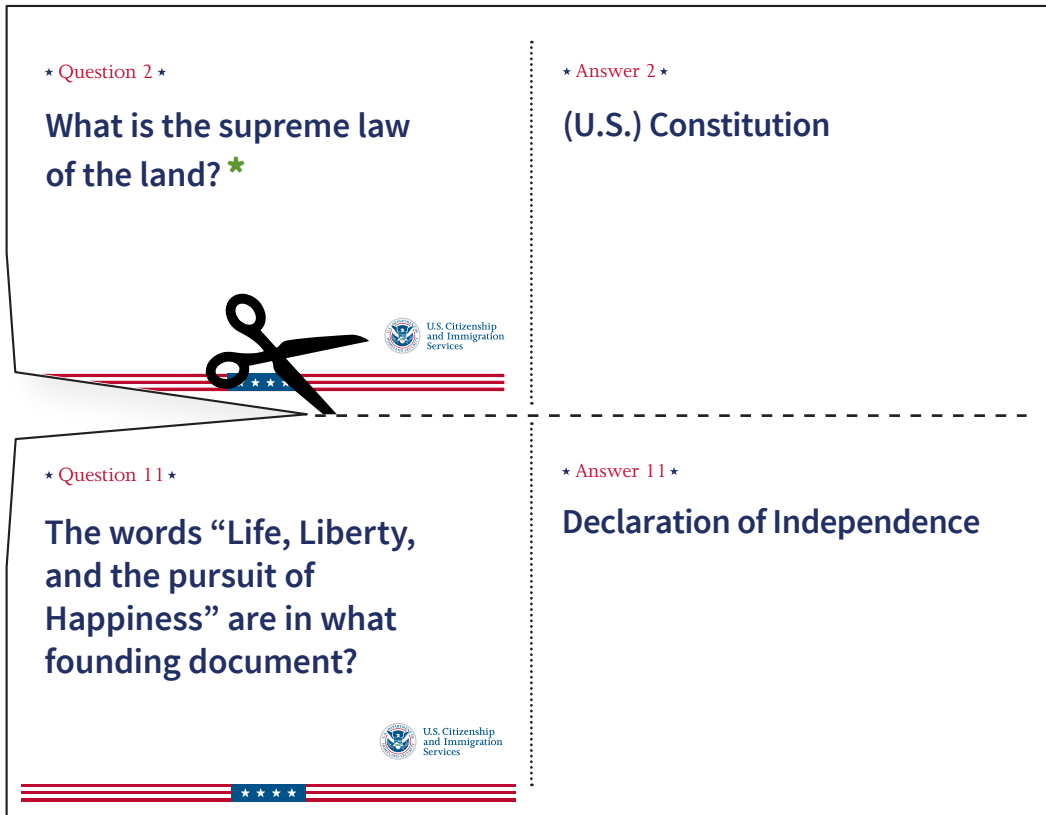 ★ Question 2 ★
What is the supreme law
of the land? *
U.S. Citizenship
and Immigration
Services
★ Answer 2 ★
(U.S.) Constitution
★ Question 11 ★
The words “Life, Liberty,
and the pursuit of
Happiness” are in what
founding document?
U.S. Citizenship
and Immigration
Services
★ Answer 11 ★
Declaration of Independence